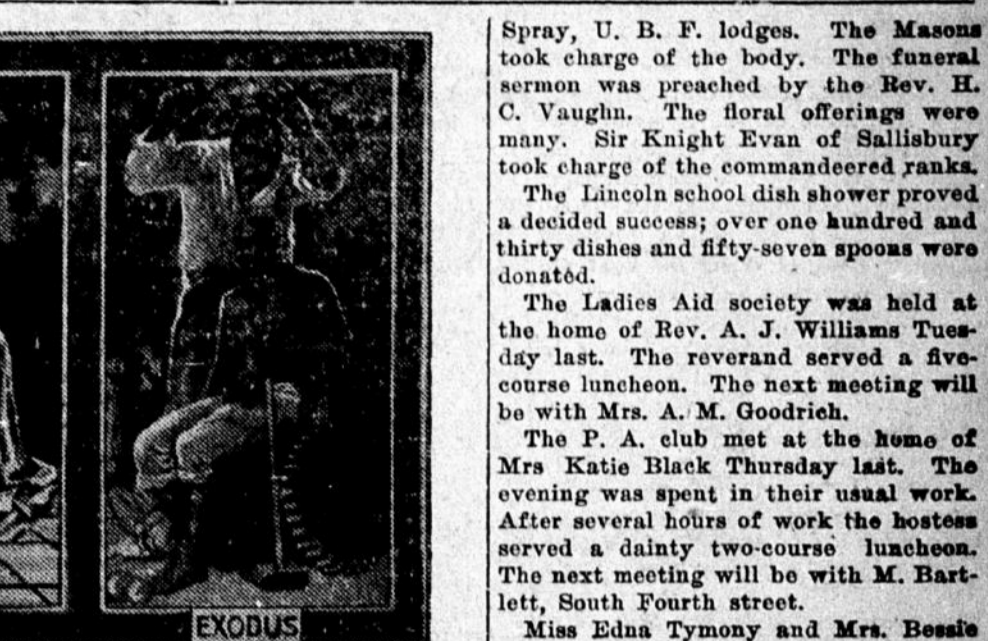 Spray, U. B. F. lodges. The Masons
took charge of the body. The funeral
sermon was preached by the Rev. H.
C. Vaughn. The floral offerings were
many. Sir Knight Evan of Sallisbury
took charge of the commandeered ranks.
The Lincoln school dish shower proved
a decided success; over one hundred and
thirty dishes and fifty-seven spoons were
donated.
The Ladies Aid society was held at
the home of Rev. A. J. Williams Tues-
day last. The reverand served a five-
course luncheon. The next meeting will
be with Mrs. A. M. Goodrich.
The P. A. club met at the home of
Mrs Katie Black Thursday last. The
evening was spent in their usual work.
After several hours of work the hostess
served a dainty two-course luncheon.
The next meeting will be with M. Bart-
lett, South Fourth street.
Miss Edna Tymony and Mrs. Bessie
EXODUS